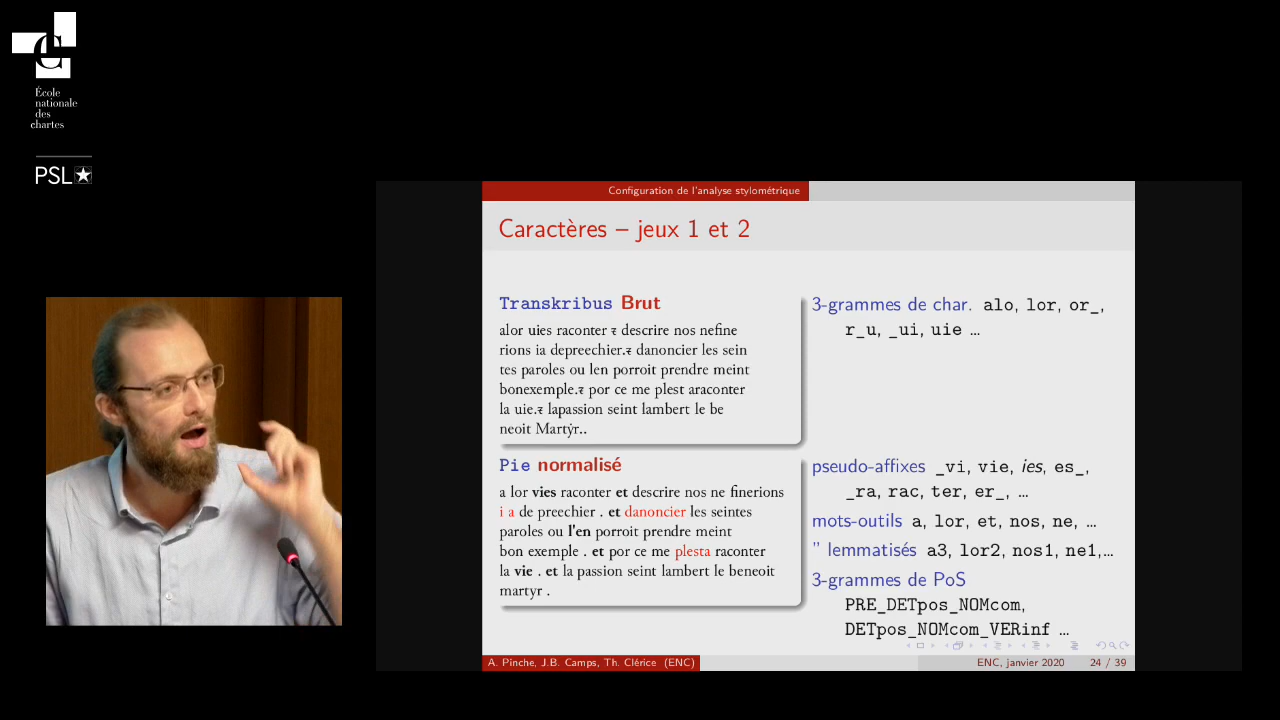 École
nationale
des
chartes
PSL
Configuration de l'analyse stylométrique
Caractères – jeux 1 et 2
Transkribus Brut
alor uies raconter ⁊ descrire nos nefine
rions ia depreechier.⁊ danoncier les sein
tes paroles ou len porroit prendre meint
bonexemple.⁊ por ce me plest araconter
la uie.⁊ lapassion seint lambert le be
neoit Martẏr..
3-grammes de char. alo, lor, or_,
r_u, _ui, uie ...
Pie normalisé
a lor vies raconter et descrire nos ne finerions
i a de preechier . et danoncier les seintes
paroles ou l'en porroit prendre meint
bon exemple . et por ce me plesta raconter
la vie . et la passion seint lambert le beneoit
martyr .
pseudo-affixes _vi, vie, ies, es_,
_ra, rac, ter, er_, ...
mots-outils a, lor, et, nos, ne, ...
" lemmatisés a3, lor2, nos1, ne1,...
3-grammes de PoS
PRE_DETpos_NOMcom,
DETpos_NOMcom_VERinf ...
A. Pinche, J.B. Camps, Th. Clérice (ENC)
ENC, janvier 2020 24 / 39